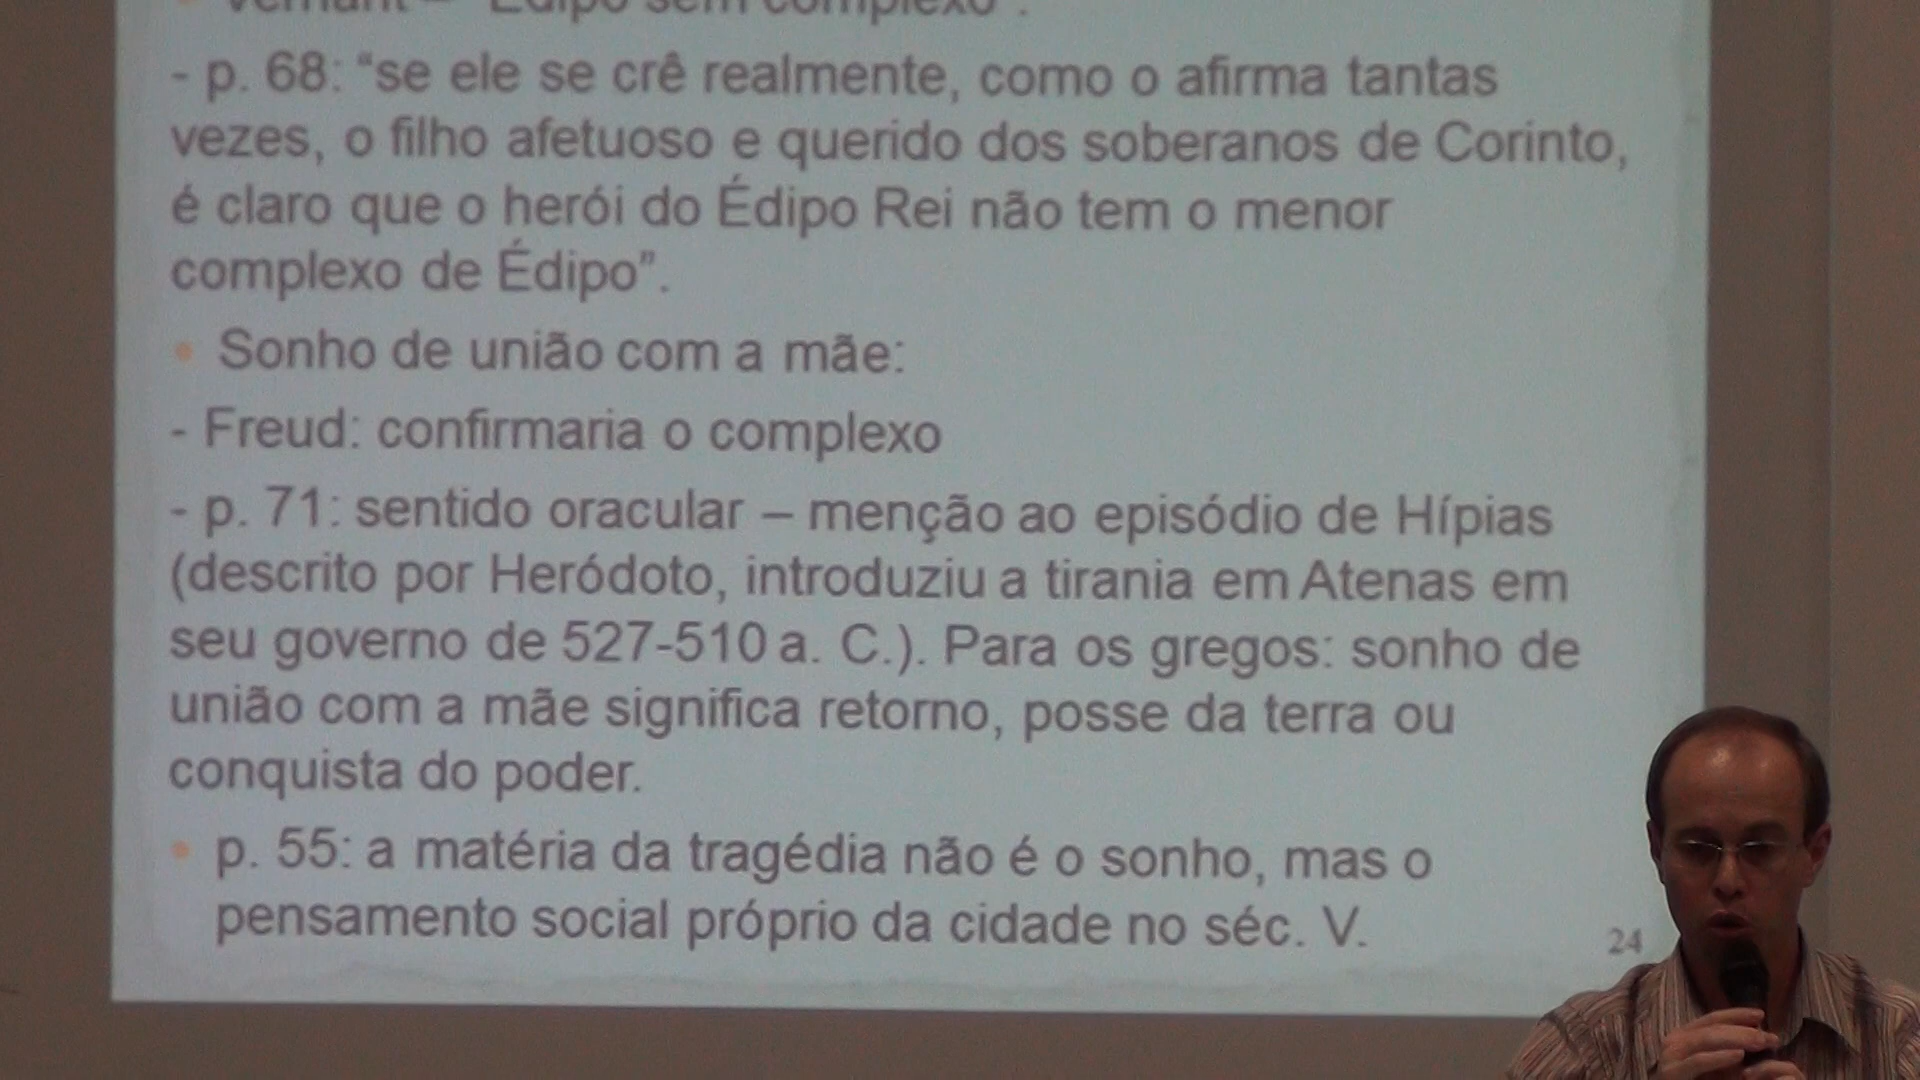 Vernant – "Édipo sem complexo".
- p. 68: “se ele se crê realmente, como o afirma tantas
vezes, o filho afetuoso e querido dos soberanos de Corinto,
é claro que o herói do Édipo Rei não tem o menor
complexo de Édipo”.
• Sonho de união com a mãe:
- Freud: confirmaria o complexo
- p. 71: sentido oracular – menção ao episódio de Hípias
(descrito por Heródoto, introduziu a tirania em Atenas em
seu governo de 527-510 a. C.). Para os gregos: sonho de
união com a mãe significa retorno, posse da terra ou
conquista do poder.
• p. 55: a matéria da tragédia não é o sonho, mas o
pensamento social próprio da cidade no séc. V.
24